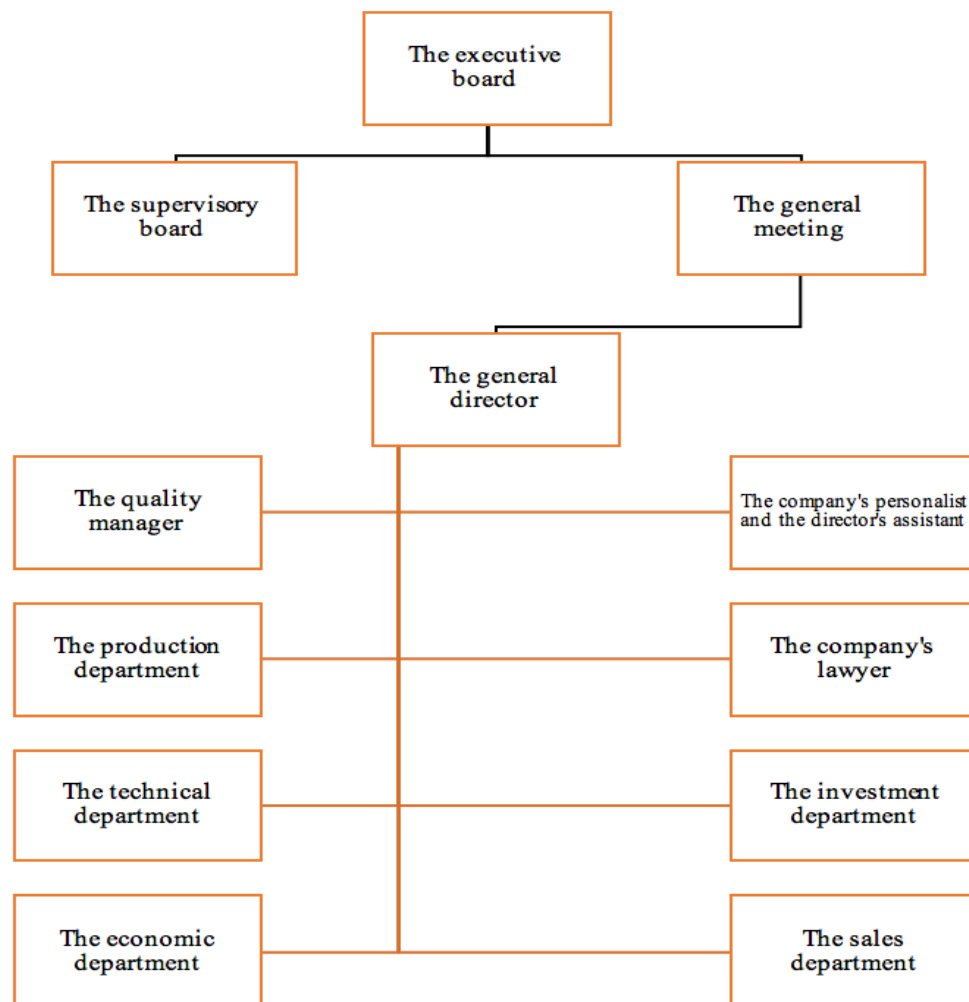 The executive
board
The supervisory
board
The general
meeting
The general
director
The quality
manager
The company's personalist
and the director's assistant
The production
department
The company's
lawyer
The technical
department
The investment
department
The economic
department
The sales
department